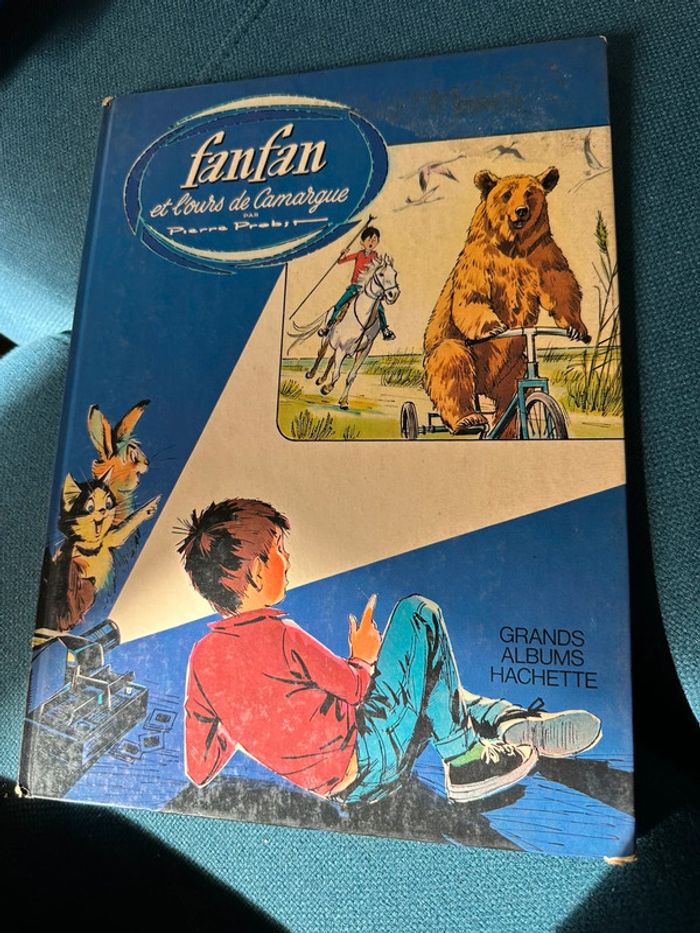 fanfan
et l'ours de Camargue
PAR
Pierre Probst
GRANDS
ALBUMS
HACHETTE